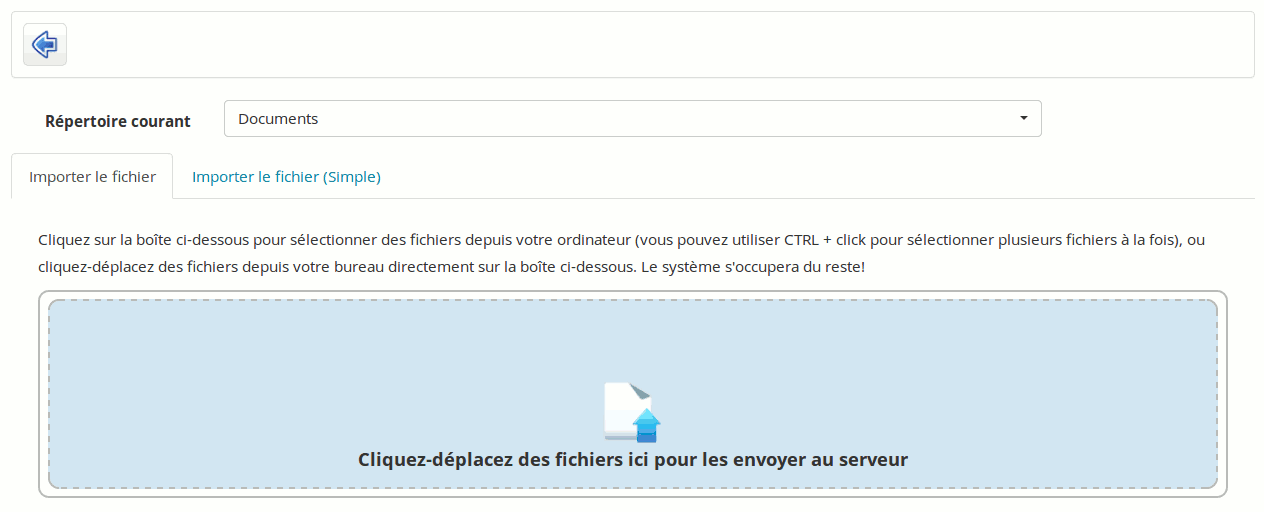 Répertoire courant
Documents
Importer le fichier
Importer le fichier (Simple)
Cliquez sur la boîte ci-dessous pour sélectionner des fichiers depuis votre ordinateur (vous pouvez utiliser CTRL + click pour sélectionner plusieurs fichiers à la fois), ou
cliquez-déplacez des fichiers depuis votre bureau directement sur la boîte ci-dessous. Le système s'occupera du reste!
Cliquez-déplacez des fichiers ici pour les envoyer au serveur